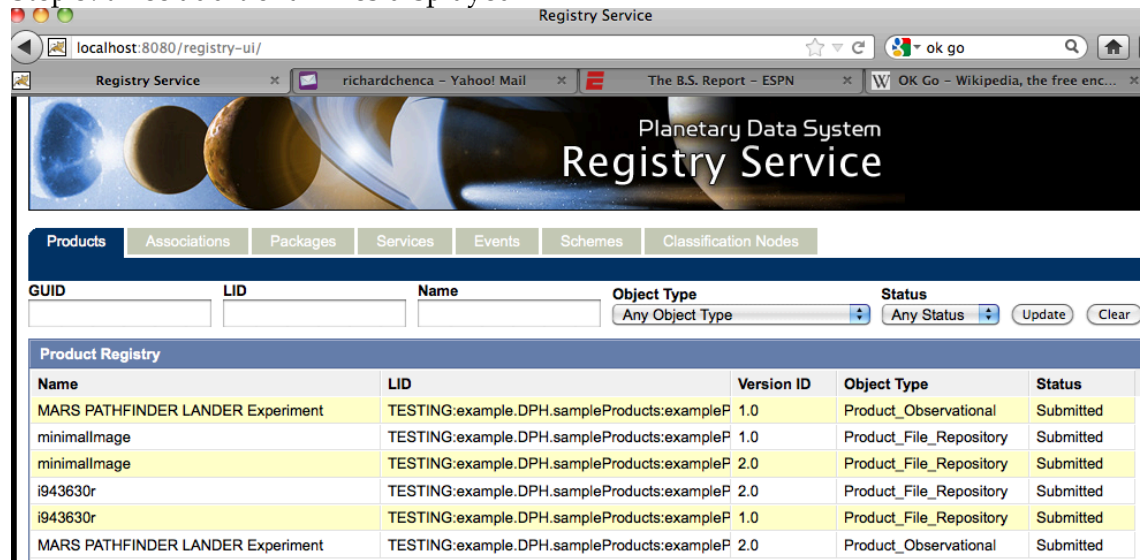 Registry Service
localhost:8080/registry-ui/
ok go
Registry Service
richardchenca – Yahoo! Mail
The B.S. Report – ESPN
W OK Go – Wikipedia, the free enc...
Planetary Data System
Registry Service
Products Associations Packages Services Events Schemes Classification Nodes
GUID LID Name Object Type Status
Any Object Type Any Status Update Clear
Product Registry
Name LID Version ID Object Type Status
MARS PATHFINDER LANDER Experiment TESTING:example.DPH.sampleProducts:exampleP 1.0 Product_Observational Submitted
minimalImage TESTING:example.DPH.sampleProducts:exampleP 1.0 Product_File_Repository Submitted
minimalImage TESTING:example.DPH.sampleProducts:exampleP 2.0 Product_File_Repository Submitted
i943630r TESTING:example.DPH.sampleProducts:exampleP 2.0 Product_File_Repository Submitted
i943630r TESTING:example.DPH.sampleProducts:exampleP 1.0 Product_File_Repository Submitted
MARS PATHFINDER LANDER Experiment TESTING:example.DPH.sampleProducts:exampleP 2.0 Product_Observational Submitted